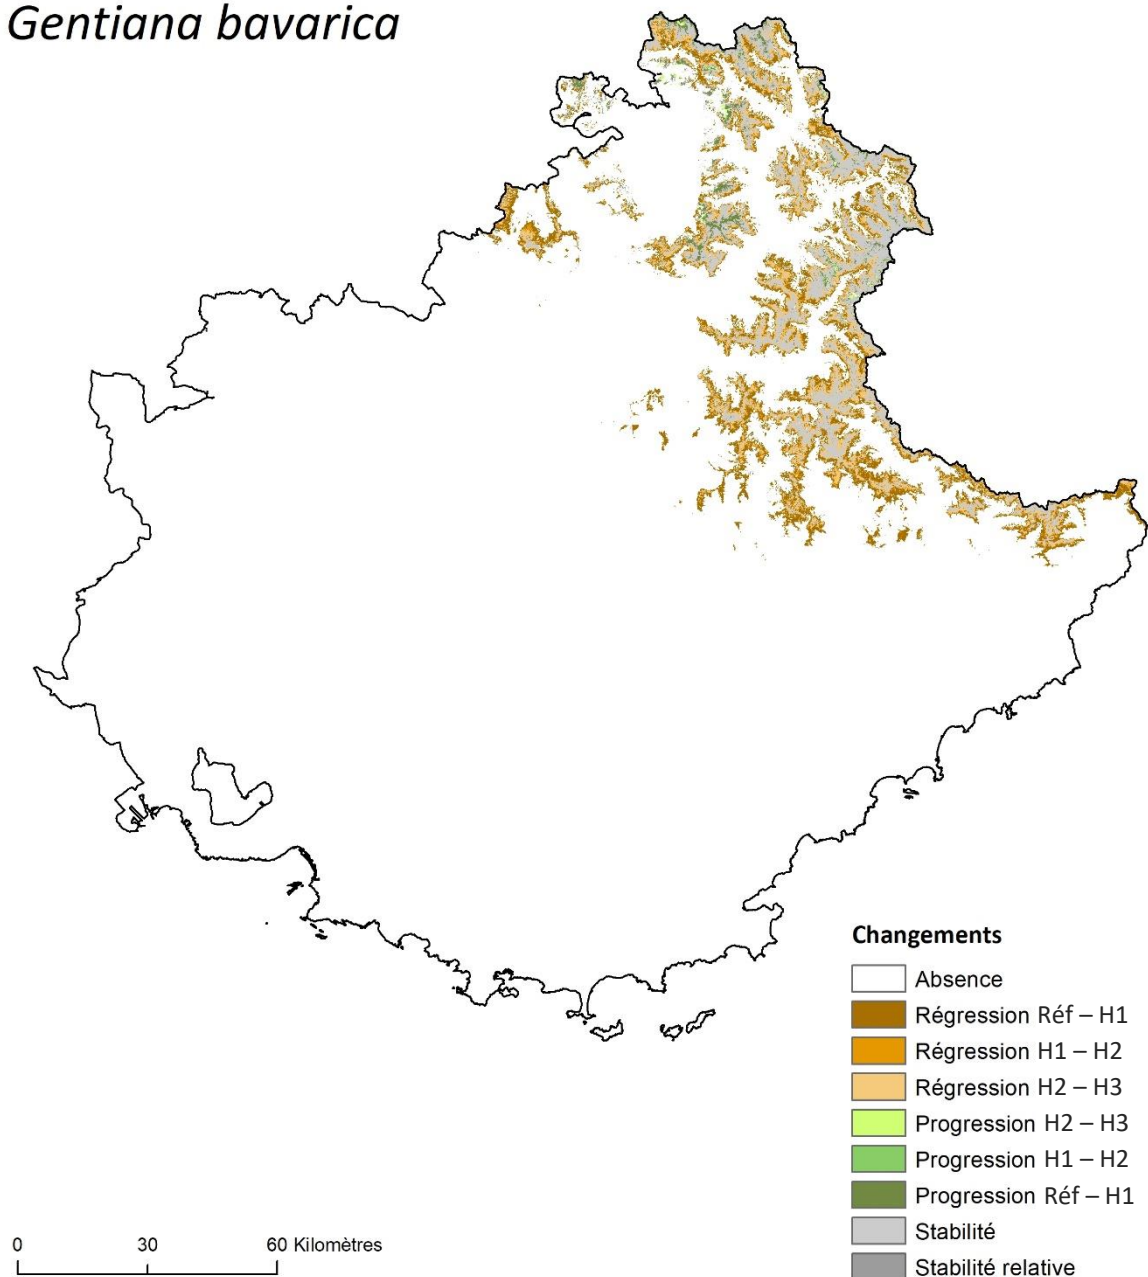 Gentiana bavarica
Changements
Absence
Régression Réf – H1
Régression H1 – H2
Régression H2 – H3
Progression H2 – H3
Progression H1 – H2
Progression Réf – H1
Stabilité
Stabilité relative
0 30 60 Kilomètres